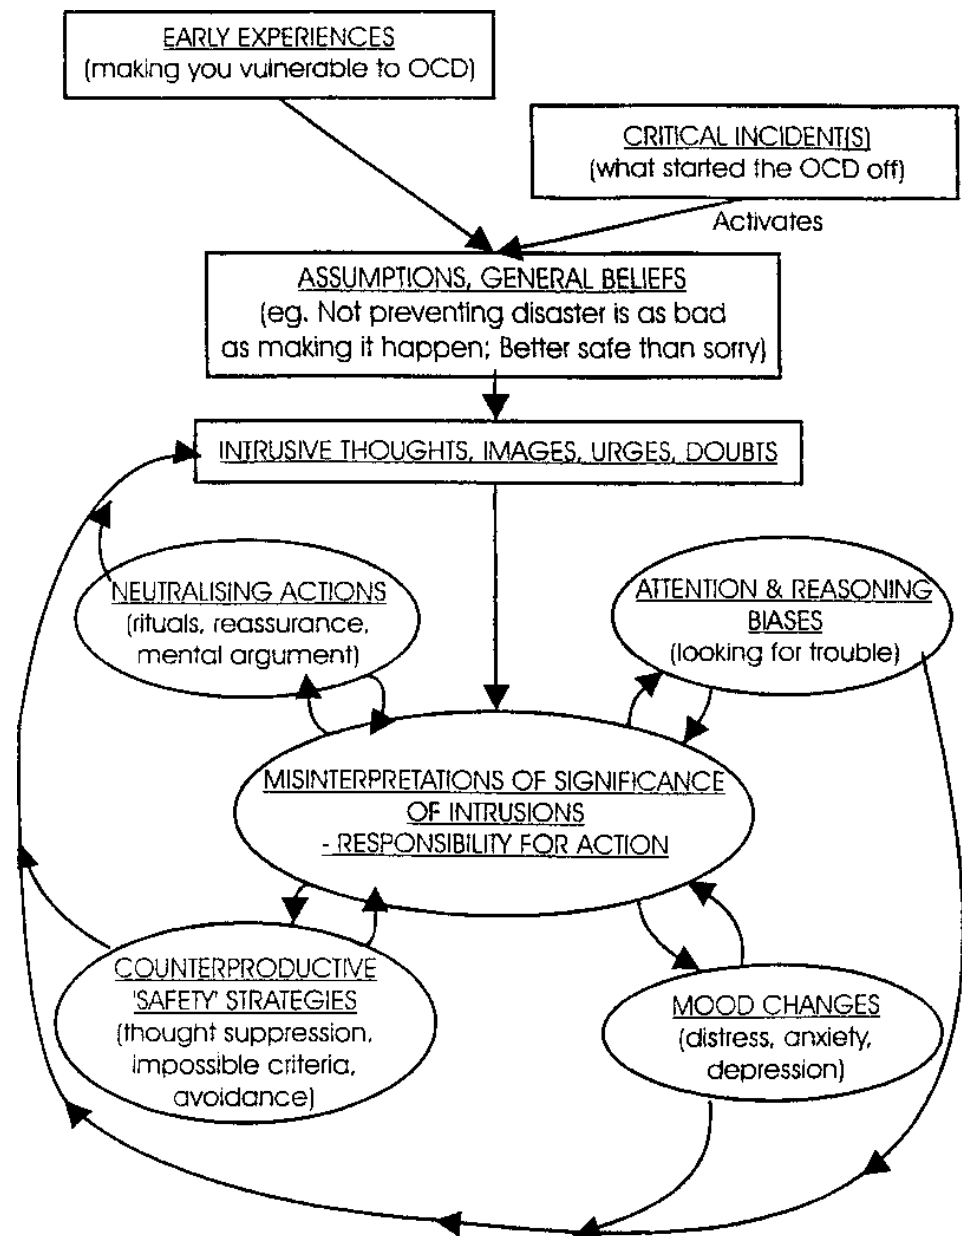 EARLY EXPERIENCES
(making you vulnerable to OCD)
CRITICAL INCIDENT(S)
(what started the OCD off)
Activates
ASSUMPTIONS, GENERAL BELIEFS
(eg. Not preventing disaster is as bad
as making it happen; Better safe than sorry)
INTRUSIVE THOUGHTS, IMAGES, URGES, DOUBTS
NEUTRALISING ACTIONS
(rituals, reassurance,
mental argument)
ATTENTION & REASONING
BIASES
(looking for trouble)
MISINTERPRETATIONS OF SIGNIFICANCE
OF INTRUSIONS
- RESPONSIBILITY FOR ACTION
COUNTERPRODUCTIVE
'SAFETY' STRATEGIES
(thought suppression,
impossible criteria,
avoidance)
MOOD CHANGES
(distress, anxiety,
depression)